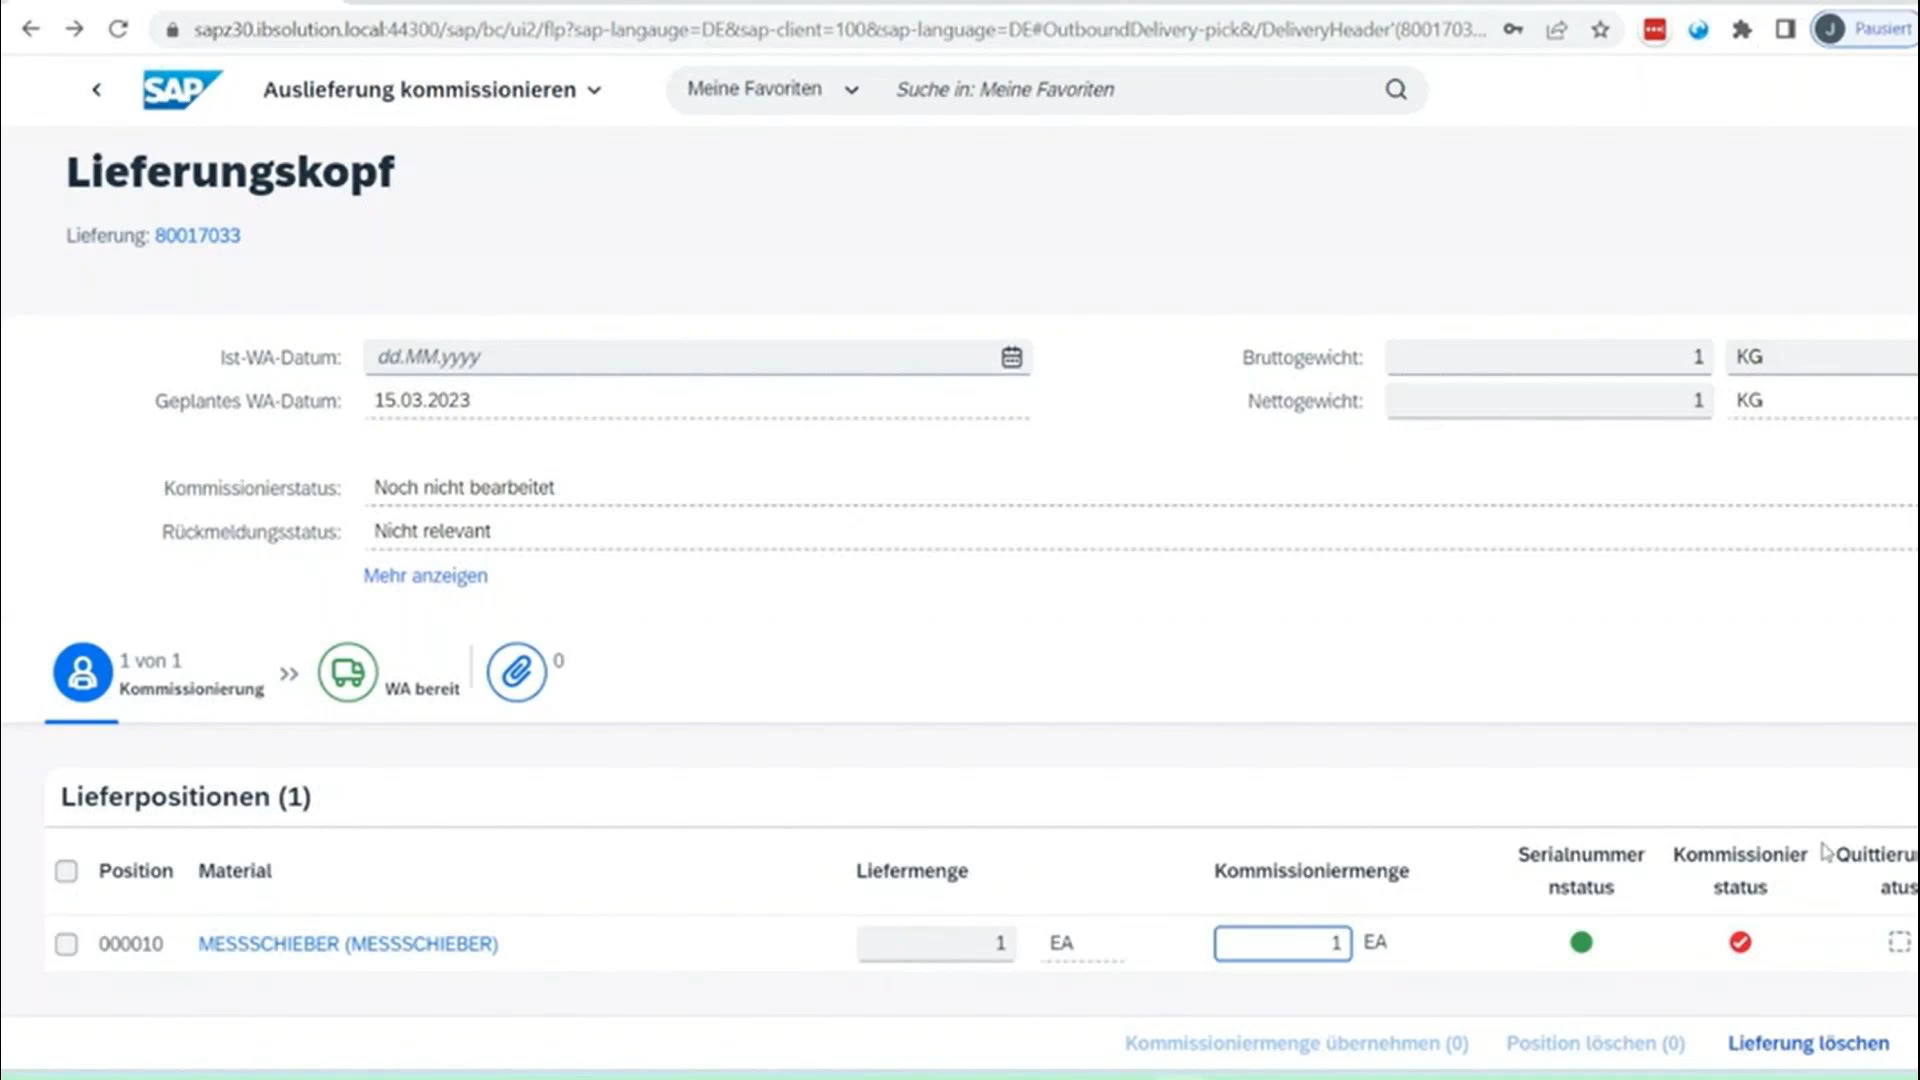 sapz30.ibsolution.local:44300/sap/bc/ui2/flp?sap-langauge=DE&sap-client=100&sap-language=DE#OutboundDelivery-pick&/DeliveryHeader'(8001703...
J Pausiert
SAP Auslieferung kommissionieren Meine Favoriten Suche in: Meine Favoriten
Lieferungskopf
Lieferung: 80017033
Ist-WA-Datum: dd.MM.yyyy Bruttogewicht: 1 KG
Geplantes WA-Datum: 15.03.2023 Nettogewicht: 1 KG
Kommissionierstatus: Noch nicht bearbeitet
Rückmeldungsstatus: Nicht relevant
Mehr anzeigen
1 von 1
Kommissionierung
WA bereit
0
Lieferpositionen (1)
Position Material Liefermenge Kommissioniermenge Serialnummer nstatus Kommissionier status Quittieru atus
000010 MESSSCHIEBER (MESSSCHIEBER) 1 EA 1 EA
Kommissioniermenge übernehmen (0) Position löschen (0) Lieferung löschen